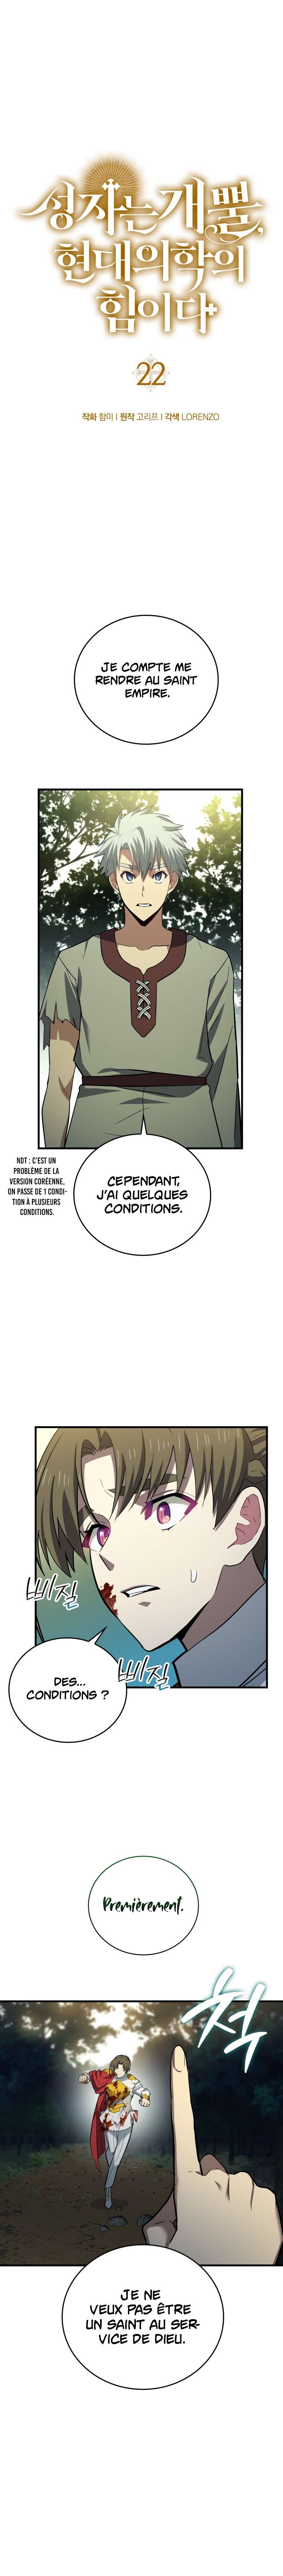 성자는개뿔,
현대의학의
힘이다
22
작화 함미 | 원작 고리프 | 각색 LORENZO
JE COMPTE ME
RENDRE AU SAINT
EMPIRE.
NOT : C'EST UN
PROBLÈME DE LA
VERSION CORÉENNE,
ON PASSE DE 1 CONDI-
TION À PLUSIEURS
CONDITIONS.
CEPENDANT,
J'AI QUELQUES
CONDITIONS.
삐질
삐질
DES...
CONDITIONS ?
Premièrement.
척
JE NE
VEUX PAS ÊTRE
UN SAINT AU SER-
VICE DE DIEU.